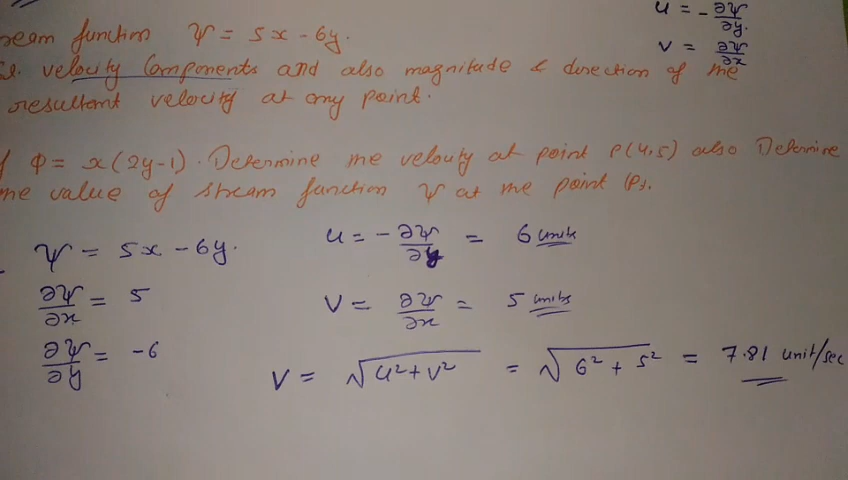 u = - ∂ψ/∂y.
v = ∂ψ/∂x
function ψ = 5x - 6y.
velocity Components and also magnitude & direction of the
resultant velocity at any point.
φ = x(2y-1). Determine the velouty at point P(4,5) also Determine
the value of stream function ψ at the point (P).
ψ = 5x - 6y.
u = - ∂ψ/∂y = 6 units
∂ψ/∂x = 5
v = ∂ψ/∂x = 5 units
∂ψ/∂y = -6
V = √u²+v² = √6²+5² = 7.81 unit/sec